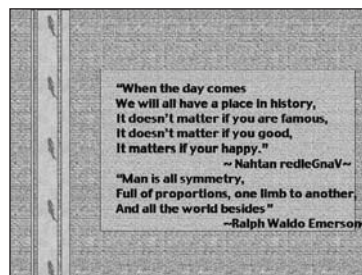 “When the day comes
We will all have a place in history,
It doesn't matter if you are famous,
It doesn't matter if you good,
It matters if your happy.”
~ Nahtan redleGnaV~
“Man is all symmetry,
Full of proportions, one limb to another,
And all the world besides”
~Ralph Waldo Emerson